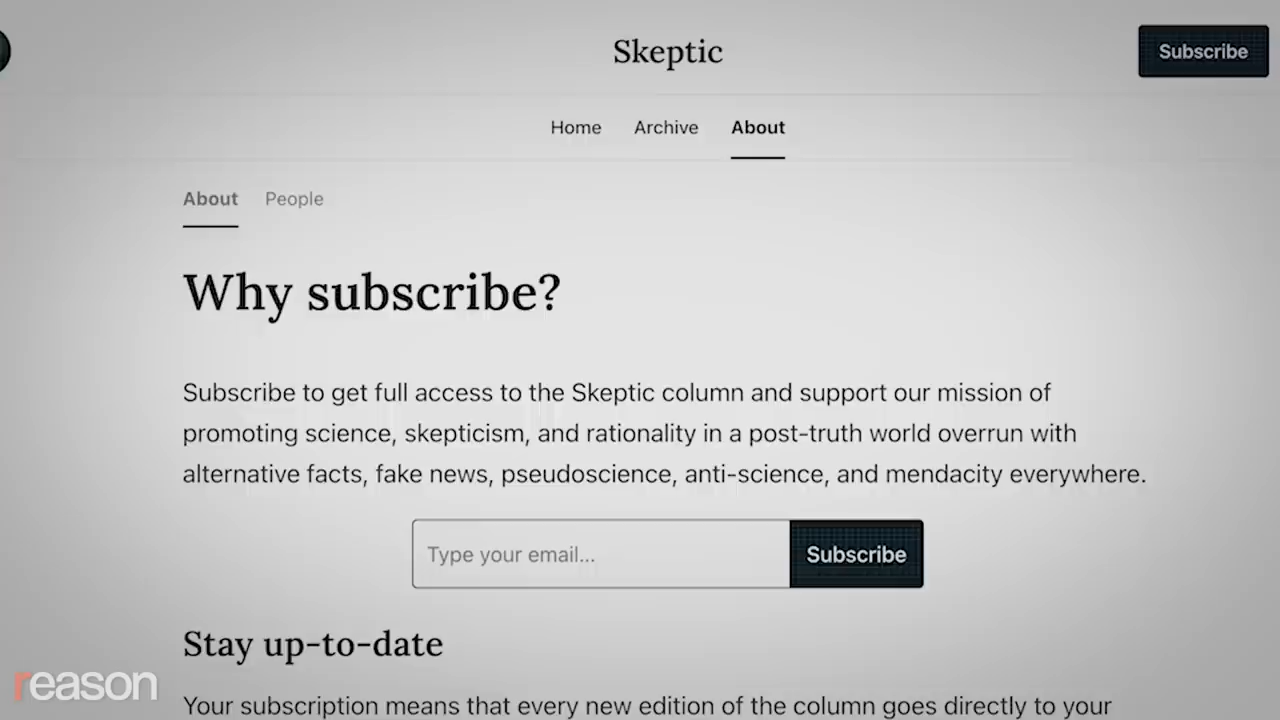 Skeptic
Subscribe
Home Archive About
About People
Why subscribe?
Subscribe to get full access to the Skeptic column and support our mission of
promoting science, skepticism, and rationality in a post-truth world overrun with
alternative facts, fake news, pseudoscience, anti-science, and mendacity everywhere.
Type your email... Subscribe
Stay up-to-date
Your subscription means that every new edition of the column goes directly to your
reason